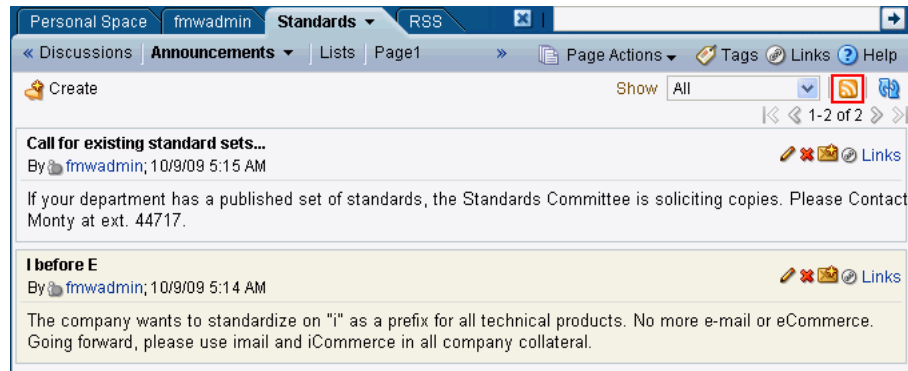 Personal Space fmwadmin Standards RSS
« Discussions Announcements Lists Page1 » Page Actions Tags Links ? Help
Create Show All
1-2 of 2
Call for existing standard sets...
By fmwadmin; 10/9/09 5:15 AM Links
If your department has a published set of standards, the Standards Committee is soliciting copies. Please Contact
Monty at ext. 44717.
I before E
By fmwadmin; 10/9/09 5:14 AM Links
The company wants to standardize on "i" as a prefix for all technical products. No more e-mail or eCommerce.
Going forward, please use imail and iCommerce in all company collateral.